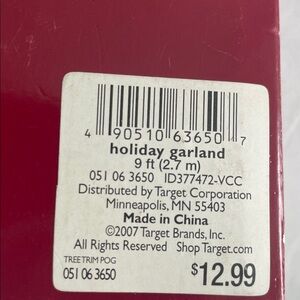 4 90510 63650 7
holiday garland
9 ft (2.7 m)
051 06 3650 ID377472-VCC
Distributed by Target Corporation
Minneapolis, MN 55403
Made in China
©2007 Target Brands, Inc.
All Rights Reserved Shop Target.com
TREE TRIM POG
051 06 3650 $12.99